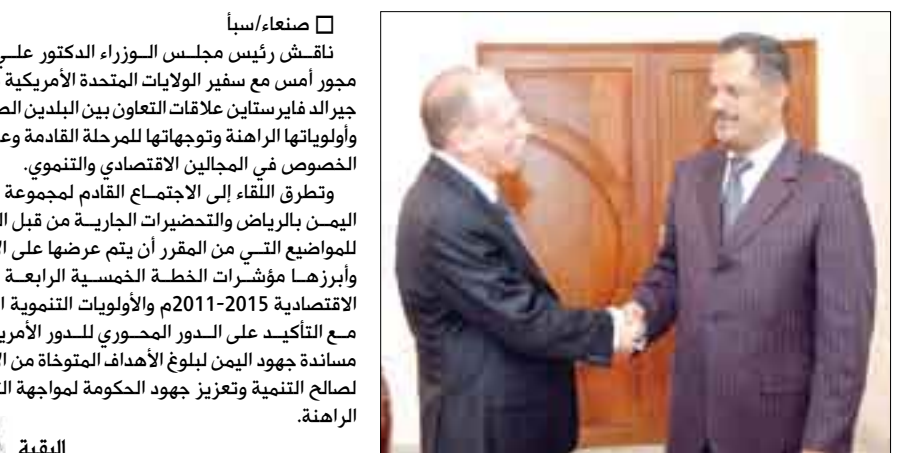 صنعاء/سبأ
ناقش رئيس مجلس الوزراء الدكتور علي
مجور أمس مع سفير الولايات المتحدة الأمريكية
جيرالد فايرستاين علاقات التعاون بين البلدين
وأولوياتها الراهنة وتوجهاتها للمرحلة القادمة
الخصوص في المجالين الاقتصادي والتنموي.
وتطرق اللقاء إلى الاجتماع القادم لمجموعة
اليمن بالرياض والتحضيرات الجارية من قبل
للمواضيع التي من المقرر أن يتم عرضها على
وأبرزها مؤشرات الخطة الخمسية الرابعة
الاقتصادية 2015-2011م والأولويات التنموية
مع التأكيد على الدور المحوري للدور
مساندة جهود اليمن لبلوغ الأهداف المتوخاة من
لصالح التنمية وتعزيز جهود الحكومة لمواجهة
الراهنة.
البقية